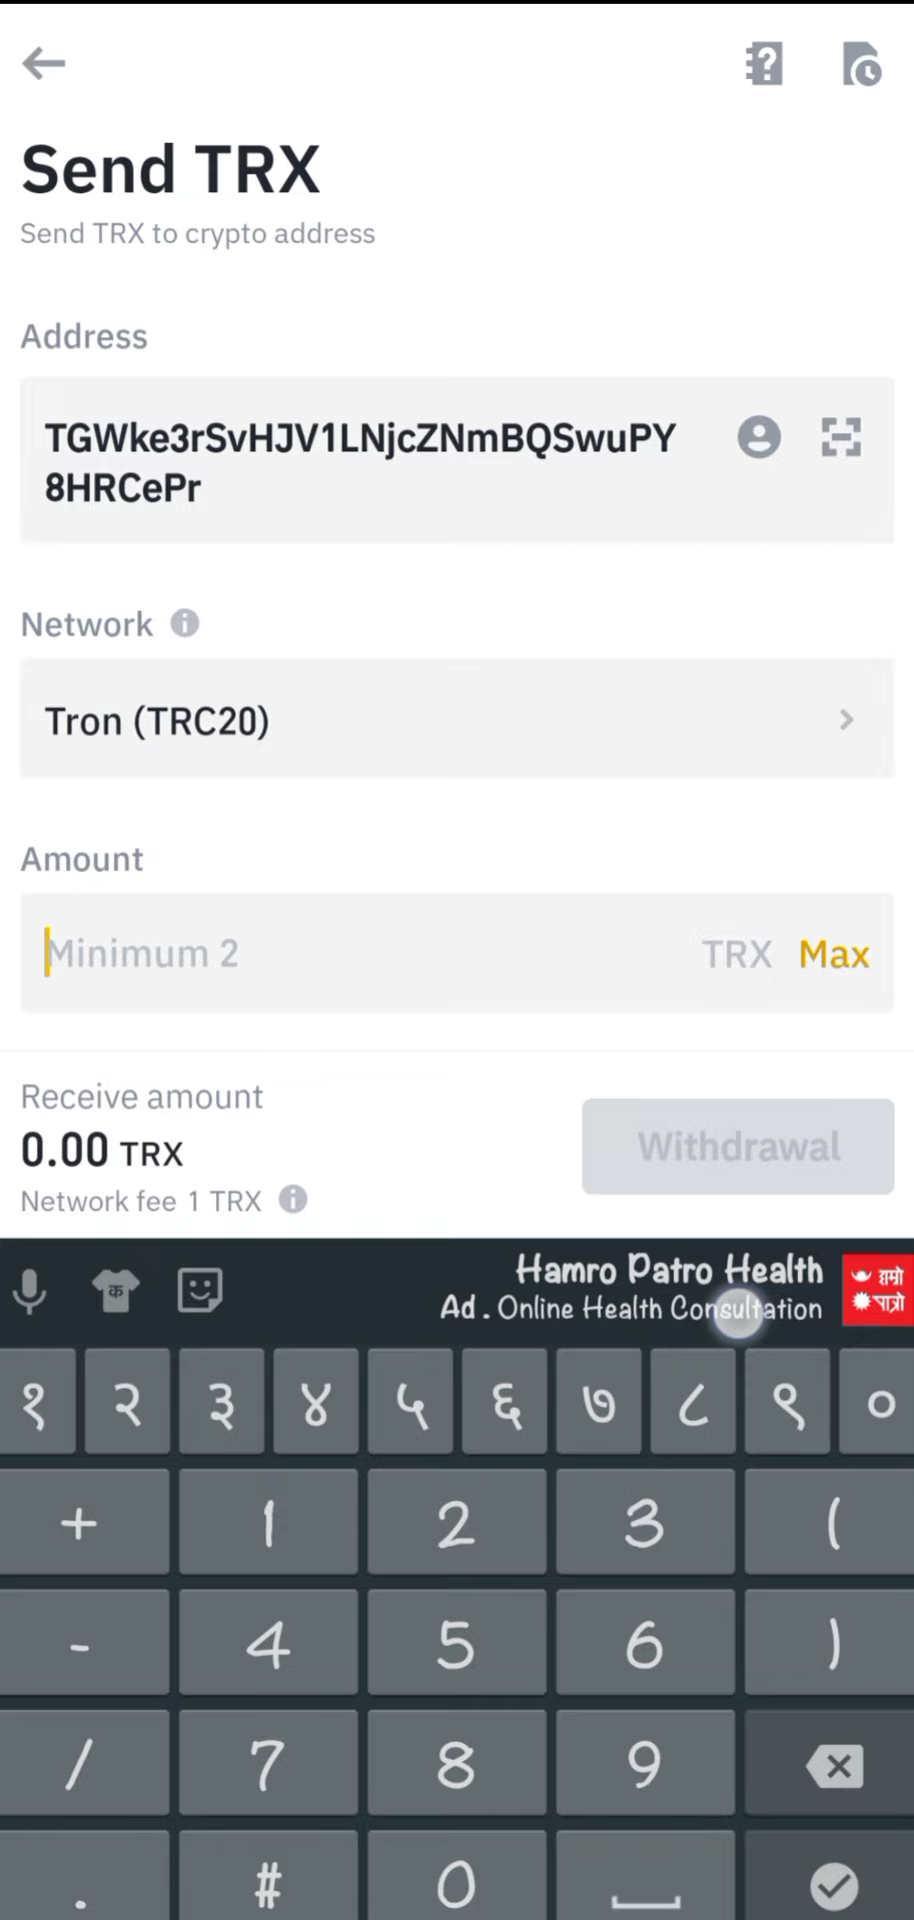 Send TRX
Send TRX to crypto address
Address
TGWke3rSvHJV1LNjcZNmBQSwuPY
8HRCePr
Network
Tron (TRC20)
Amount
Minimum 2 TRX Max
Receive amount
0.00 TRX
Withdrawal
Network fee 1 TRX
Hamro Patro Health
Ad . Online Health Consultation
हाम्रो
पात्रो
क
१ २ ३ ४ ५ ६ ७ ८ ९ ०
+ 1 2 3 (
- 4 5 6 )
/ 7 8 9
. # 0